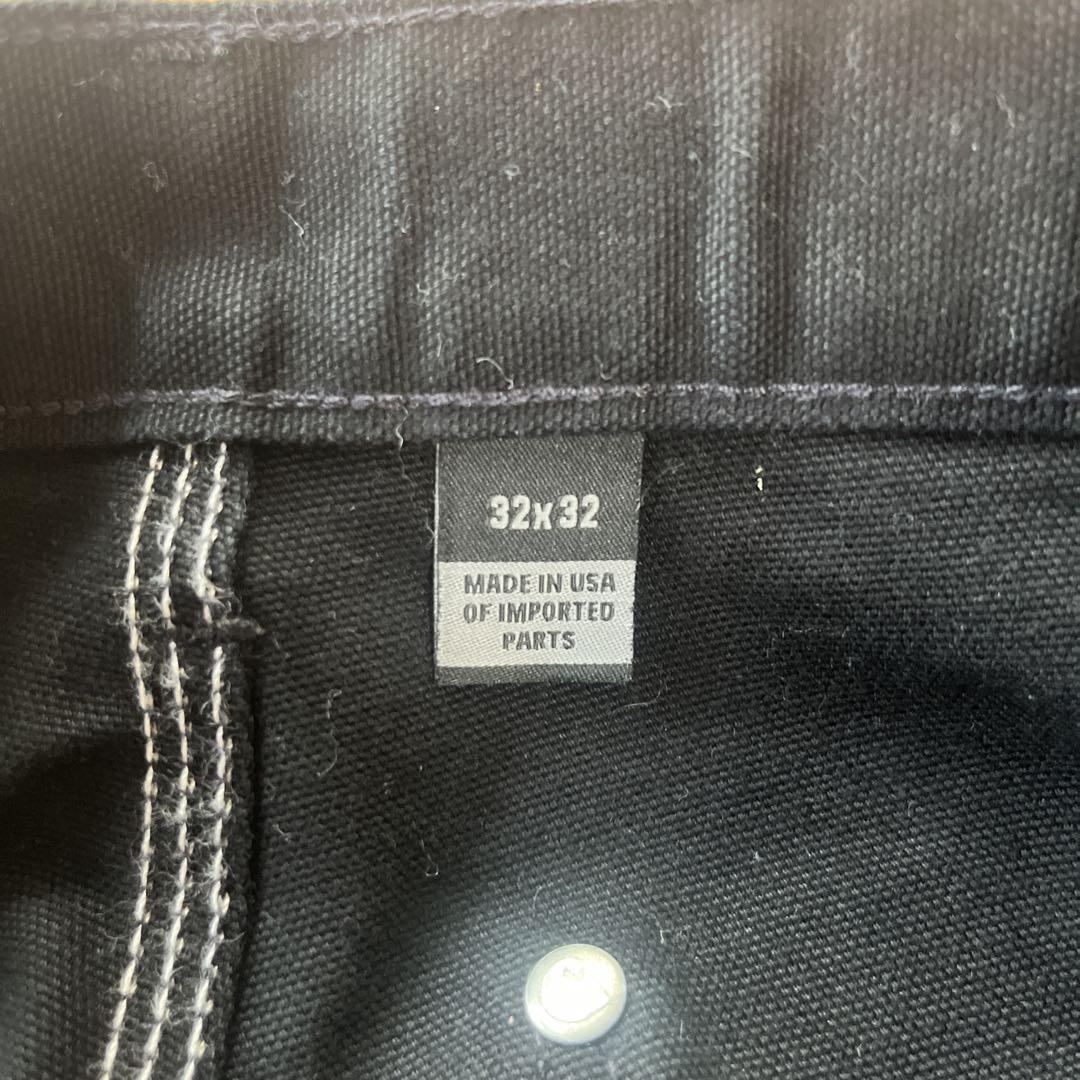 32x32
MADE IN USA
OF IMPORTED
PARTS